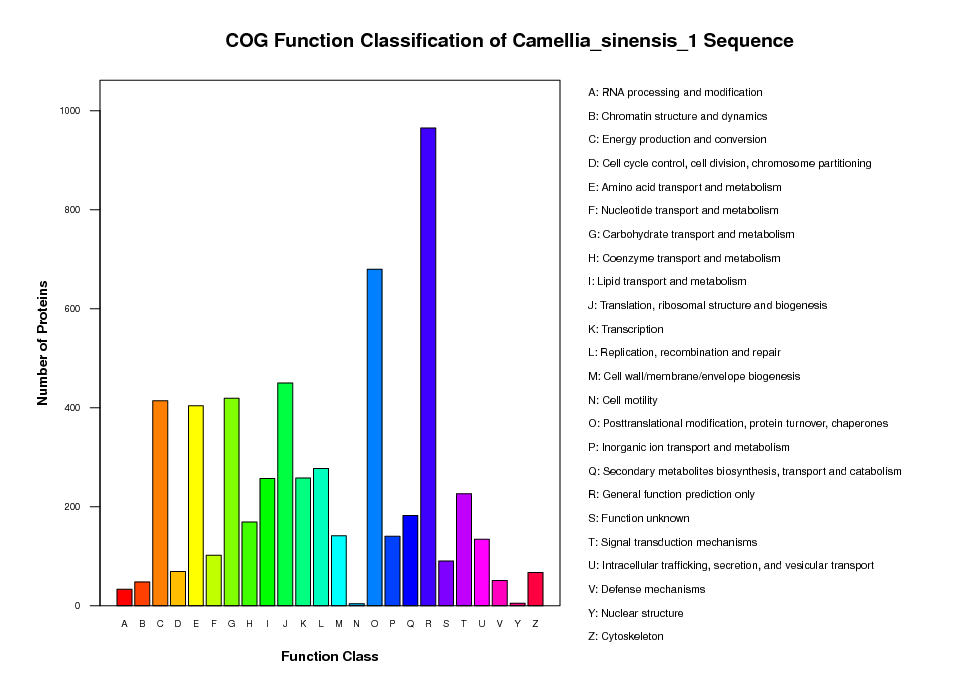 COG Function Classification of Camellia_sinensis_1 Sequence
Number of Proteins
1000
800
600
400
200
0
A B C D E F G H I J K L M N O P Q R S T U V Y Z
Function Class
A: RNA processing and modification
B: Chromatin structure and dynamics
C: Energy production and conversion
D: Cell cycle control, cell division, chromosome partitioning
E: Amino acid transport and metabolism
F: Nucleotide transport and metabolism
G: Carbohydrate transport and metabolism
H: Coenzyme transport and metabolism
I: Lipid transport and metabolism
J: Translation, ribosomal structure and biogenesis
K: Transcription
L: Replication, recombination and repair
M: Cell wall/membrane/envelope biogenesis
N: Cell motility
O: Posttranslational modification, protein turnover, chaperones
P: Inorganic ion transport and metabolism
Q: Secondary metabolites biosynthesis, transport and catabolism
R: General function prediction only
S: Function unknown
T: Signal transduction mechanisms
U: Intracellular trafficking, secretion, and vesicular transport
V: Defense mechanisms
Y: Nuclear structure
Z: Cytoskeleton